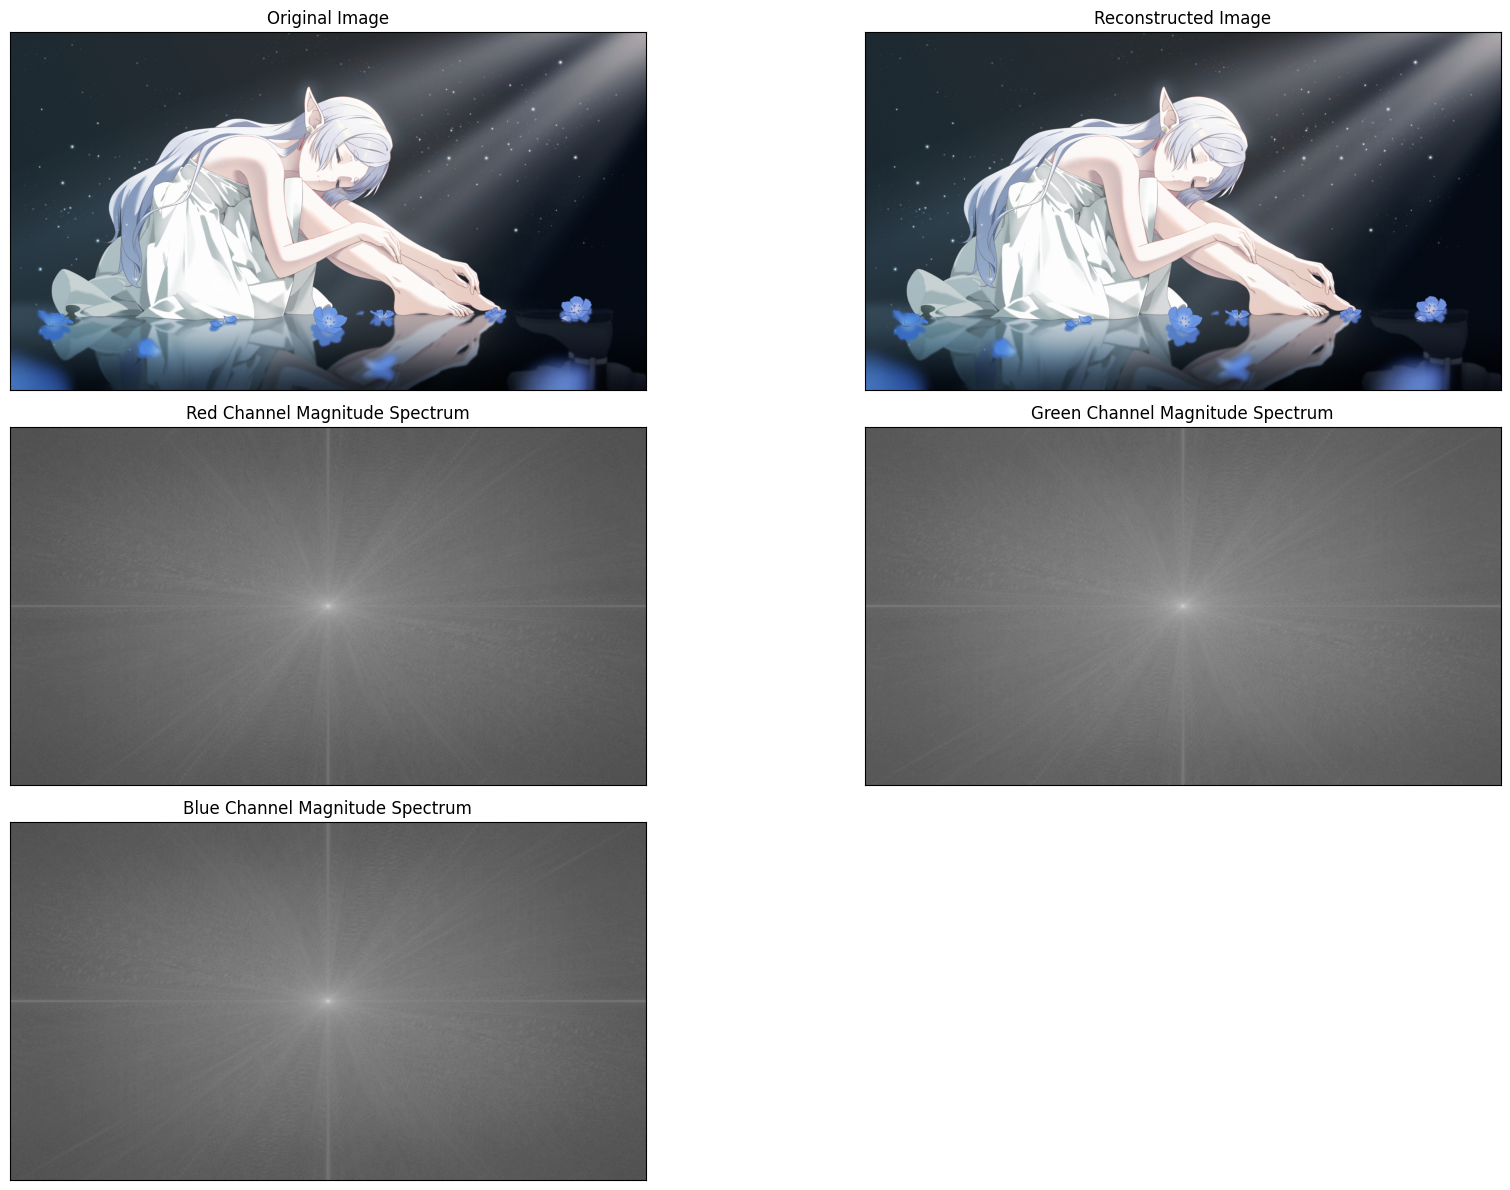 Original Image
Reconstructed Image
Red Channel Magnitude Spectrum
Green Channel Magnitude Spectrum
Blue Channel Magnitude Spectrum